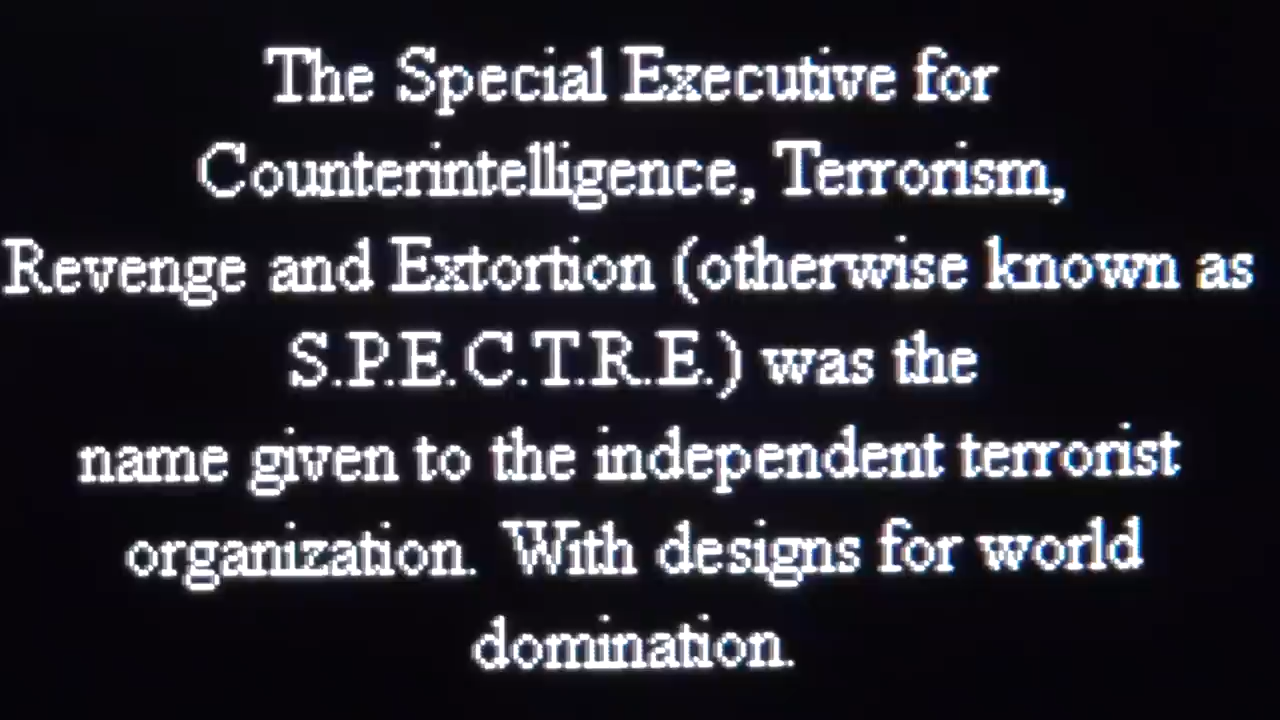 The Special Executive for
Counterintelligence, Terrorism,
Revenge and Extortion (otherwise known as
S.P.E.C.T.R.E.) was the
name given to the independent terrorist
organization. With designs for world
domination.